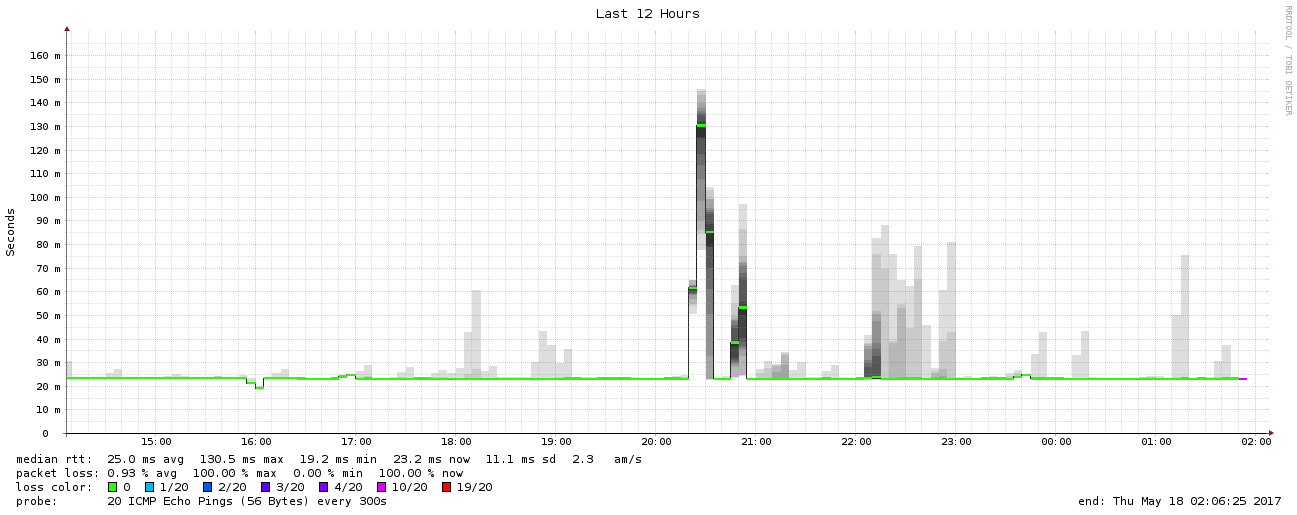 Last 12 Hours
RRDTOOL / TOBI OETIKER
Seconds
160 m
150 m
140 m
130 m
120 m
110 m
100 m
90 m
80 m
70 m
60 m
50 m
40 m
30 m
20 m
10 m
0
15:00 16:00 17:00 18:00 19:00 20:00 21:00 22:00 23:00 00:00 01:00 02:00
median rtt: 25.0 ms avg 130.5 ms max 19.2 ms min 23.2 ms now 11.1 ms sd 2.3 am/s
packet loss: 0.93 % avg 100.00 % max 0.00 % min 100.00 % now
loss color: 0 1/20 2/20 3/20 4/20 10/20 19/20
probe: 20 ICMP Echo Pings (56 Bytes) every 300s
end: Thu May 18 02:06:25 2017